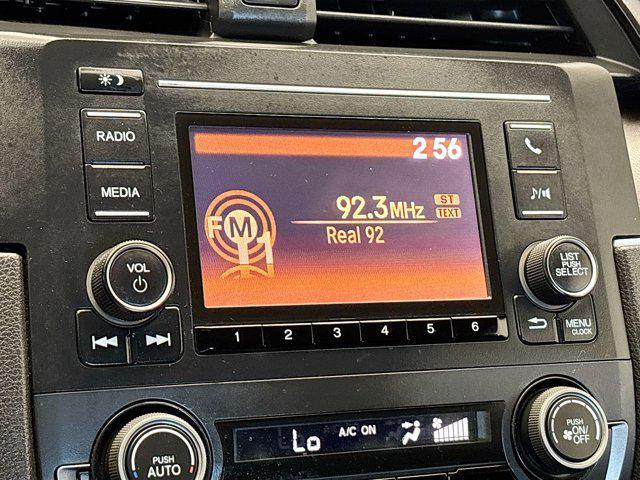 RADIO
MEDIA
VOL
2 56
FM1
92.3MHz
ST
TEXT
Real 92
LIST
PUSH
SELECT
1 2 3 4 5 6
MENU
CLOCK
PUSH
AUTO
Lo
A/C ON
PUSH
ON/
OFF